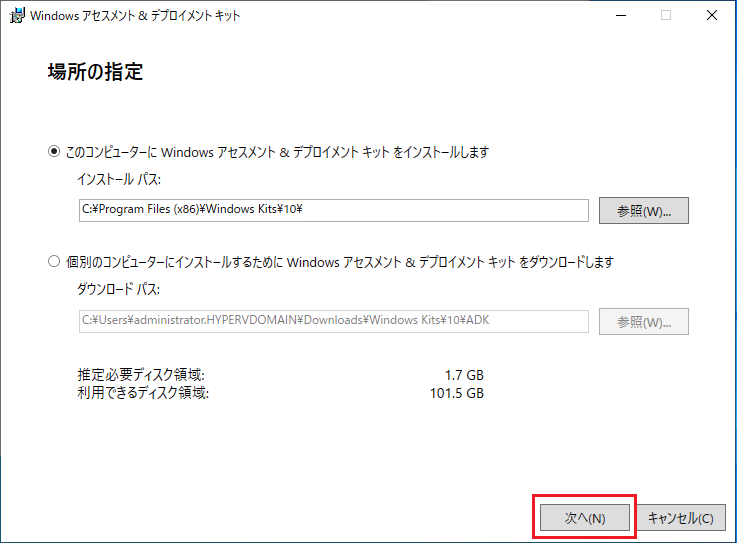 Windows アセスメント & デプロイメント キット
場所の指定
このコンピューターに Windows アセスメント & デプロイメント キット をインストールします
インストール パス:
C:¥Program Files (x86)¥Windows Kits¥10¥
参照(W)...
個別のコンピューターにインストールするために Windows アセスメント & デプロイメント キット をダウンロードします
ダウンロード パス:
C:¥Users¥administrator.HYPERVDOMAIN¥Downloads¥Windows Kits¥10¥ADK
参照(W)...
推定必要ディスク領域: 1.7 GB
利用できるディスク領域: 101.5 GB
次へ(N) キャンセル(C)